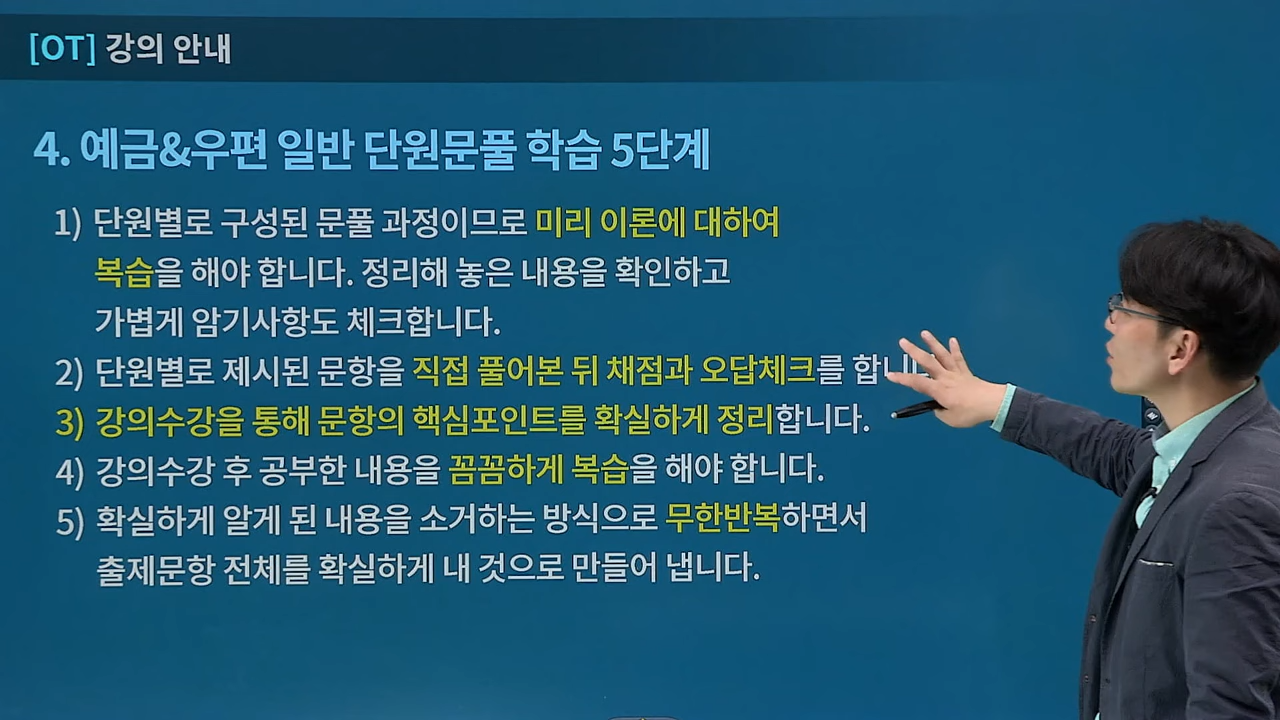 [OT] 강의 안내
4. 예금&우편 일반 단원문풀 학습 5단계
1) 단원별로 구성된 문풀 과정이므로 미리 이론에 대하여
복습을 해야 합니다. 정리해 놓은 내용을 확인하고
가볍게 암기사항도 체크합니다.
2) 단원별로 제시된 문항을 직접 풀어본 뒤 채점과 오답체크를
3) 강의수강을 통해 문항의 핵심포인트를 확실하게 정리합니다.
4) 강의수강 후 공부한 내용을 꼼꼼하게 복습을 해야 합니다.
5) 확실하게 알게 된 내용을 소거하는 방식으로 무한반복하면서
출제문항 전체를 확실하게 내 것으로 만들어 냅니다.